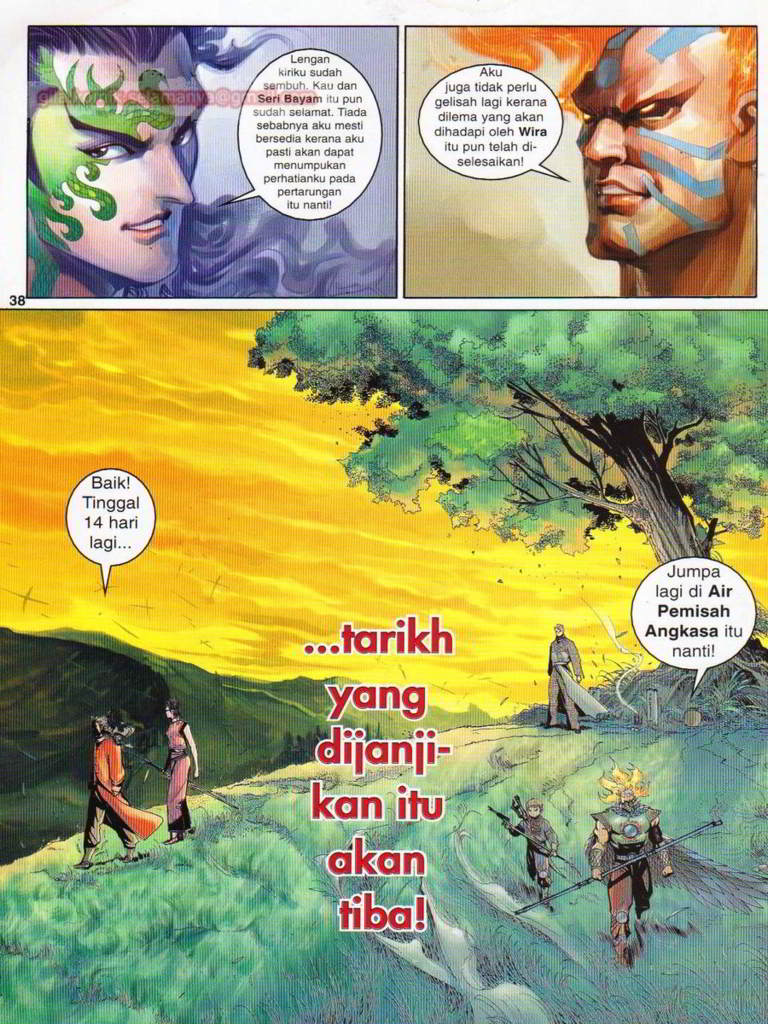 Lengan
kiriku sudah
sembuh. Kau dan
Seri Bayam itu pun
sudah selamat. Tiada
sebabnya aku mesti
bersedia kerana aku
pasti akan dapat
menumpukan
perhatianku pada
pertarungan
itu nanti!
Aku
juga tidak perlu
gelisah lagi kerana
dilema yang akan
dihadapi oleh Wira
itu pun telah di-
selesaikan!
38
Baik!
Tinggal
14 hari
lagi...
...tarikh
yang
dijanji-
kan itu
akan
tiba!
Jumpa
lagi di Air
Pemisah
Angkasa itu
nanti!